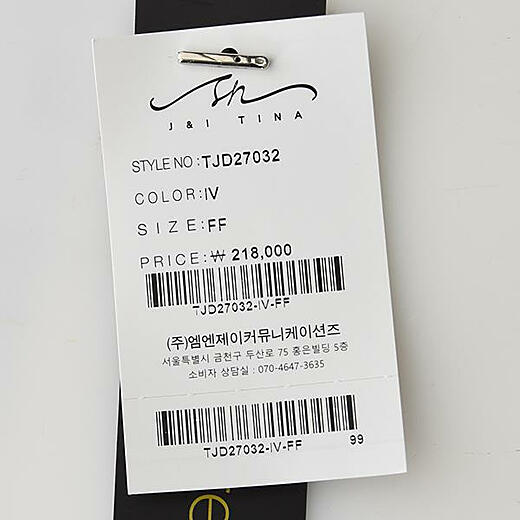 J & I TINA
STYLE NO : TJD27032
COLOR : IV
SIZE : FF
PRICE : ₩ 218,000
TJD27032-IV-FF
(주)엠엔제이커뮤니케이션즈
서울특별시 금천구 두산로 75 홍은빌딩 5층
소비자 상담실 : 070-4647-3635
TJD27032-IV-FF 99
e